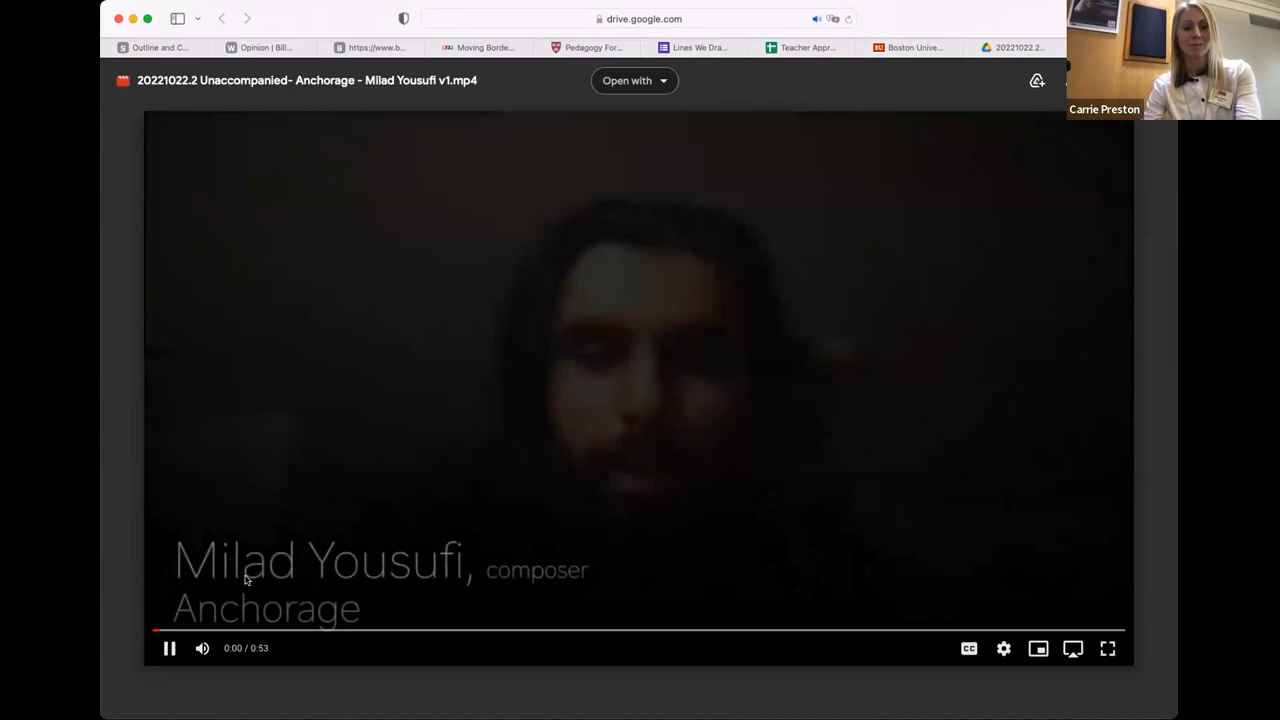 drive.google.com
S Outline and C...
W Opinion | Bill...
B https://www.b...
Moving Borde...
Pedagogy For...
Lines We Dra...
Teacher Appr...
BU Boston Unive...
20221022.2...
20221022.2 Unaccompanied- Anchorage - Milad Yousufi v1.mp4
Open with
Carrie Preston
Milad Yousufi, composer
Anchorage
0:00 / 0:53
CC